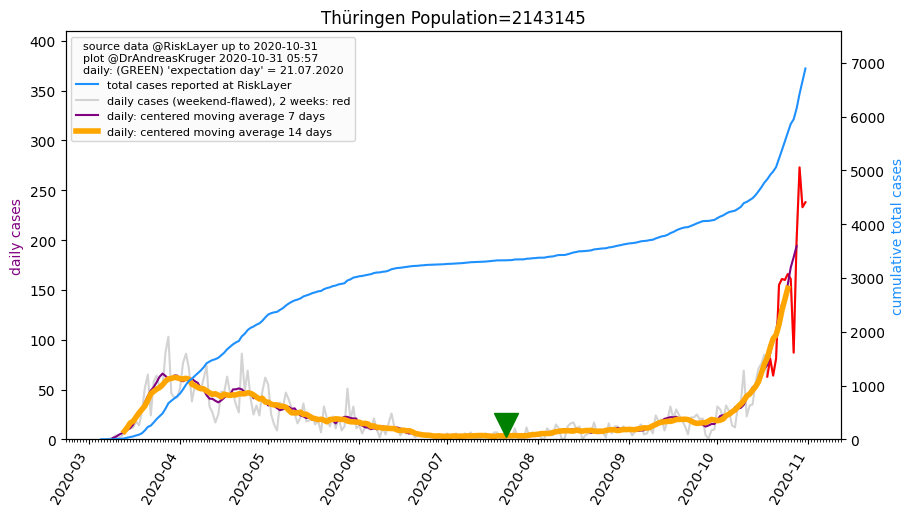 Thüringen Population=2143145
source data @RiskLayer up to 2020-10-31
plot @DrAndreasKruger 2020-10-31 05:57
daily: (GREEN) 'expectation day' = 21.07.2020
total cases reported at RiskLayer
daily cases (weekend-flawed), 2 weeks: red
daily: centered moving average 7 days
daily: centered moving average 14 days
daily cases
400
350
300
250
200
150
100
50
0
cumulative total cases
7000
6000
5000
4000
3000
2000
1000
0
2020-03
2020-04
2020-05
2020-06
2020-07
2020-08
2020-09
2020-10
2020-11